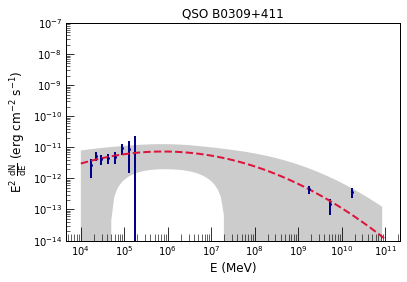 QSO B0309+411
E² dN/dE (erg cm⁻² s⁻¹)
10⁻⁷
10⁻⁸
10⁻⁹
10⁻¹⁰
10⁻¹¹
10⁻¹²
10⁻¹³
10⁻¹⁴
10⁴ 10⁵ 10⁶ 10⁷ 10⁸ 10⁹ 10¹⁰ 10¹¹
E (MeV)